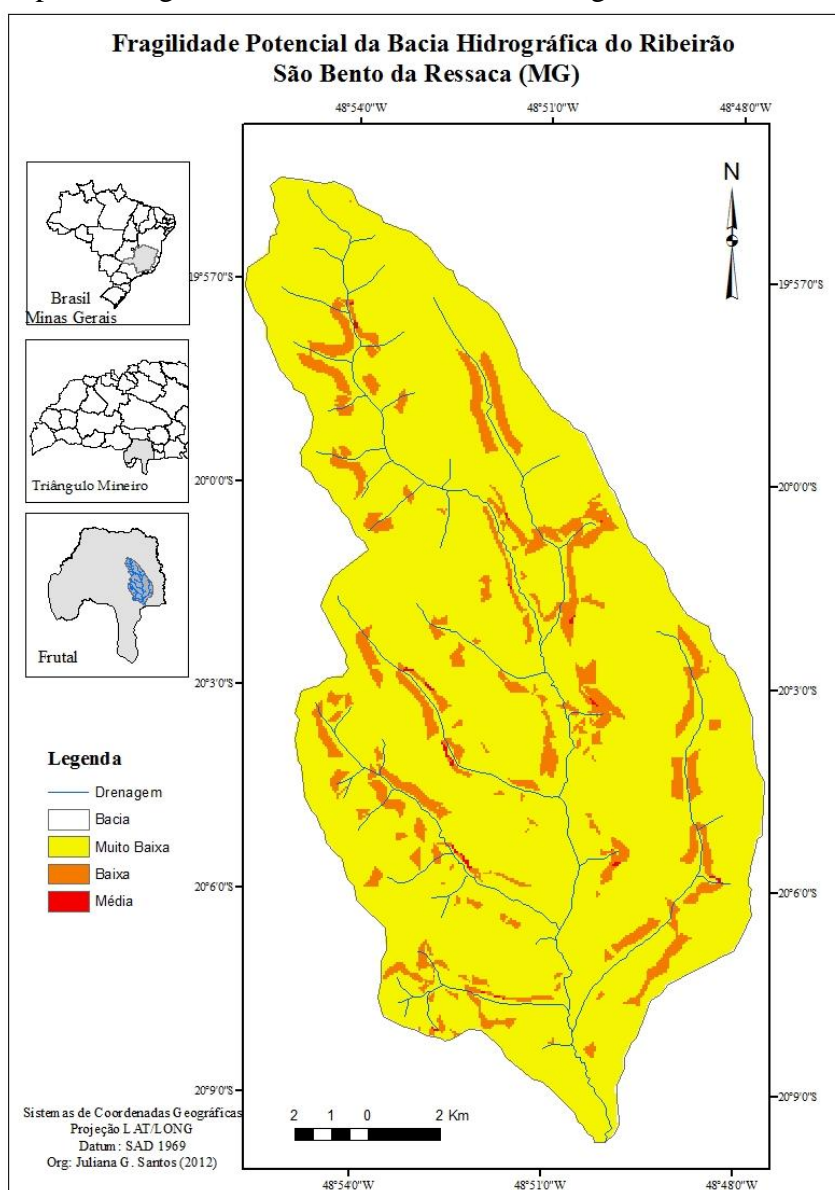 Fragilidade Potencial da Bacia Hidrográfica do Ribeirão
São Bento da Ressaca (MG)
48°54'0"W
48°51'0"W
48°48'0"W
N
Brasil
Minas Gerais
Triângulo Mineiro
Frutal
19°57'0"S
19°57'0"S
20°0'0"S
20°0'0"S
20°3'0"S
20°3'0"S
20°6'0"S
20°6'0"S
20°9'0"S
20°9'0"S
Legenda
Drenagem
Bacia
Muito Baixa
Baixa
Média
Sistemas de Coordenadas Geográficas
Projeção LAT/LONG
Datum: SAD 1969
Org: Juliana G. Santos (2012)
2 1 0 2 Km
48°54'0"W
48°51'0"W
48°48'0"W